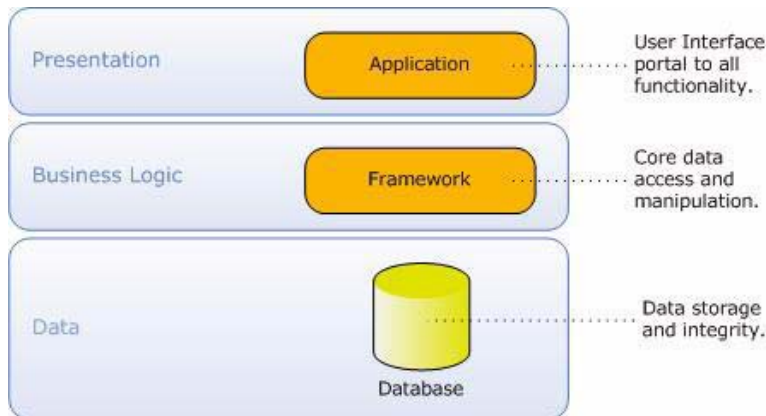 Presentation
Application
User Interface
portal to all
functionality.
Business Logic
Framework
Core data
access and
manipulation.
Data
Data storage
and integrity.
Database